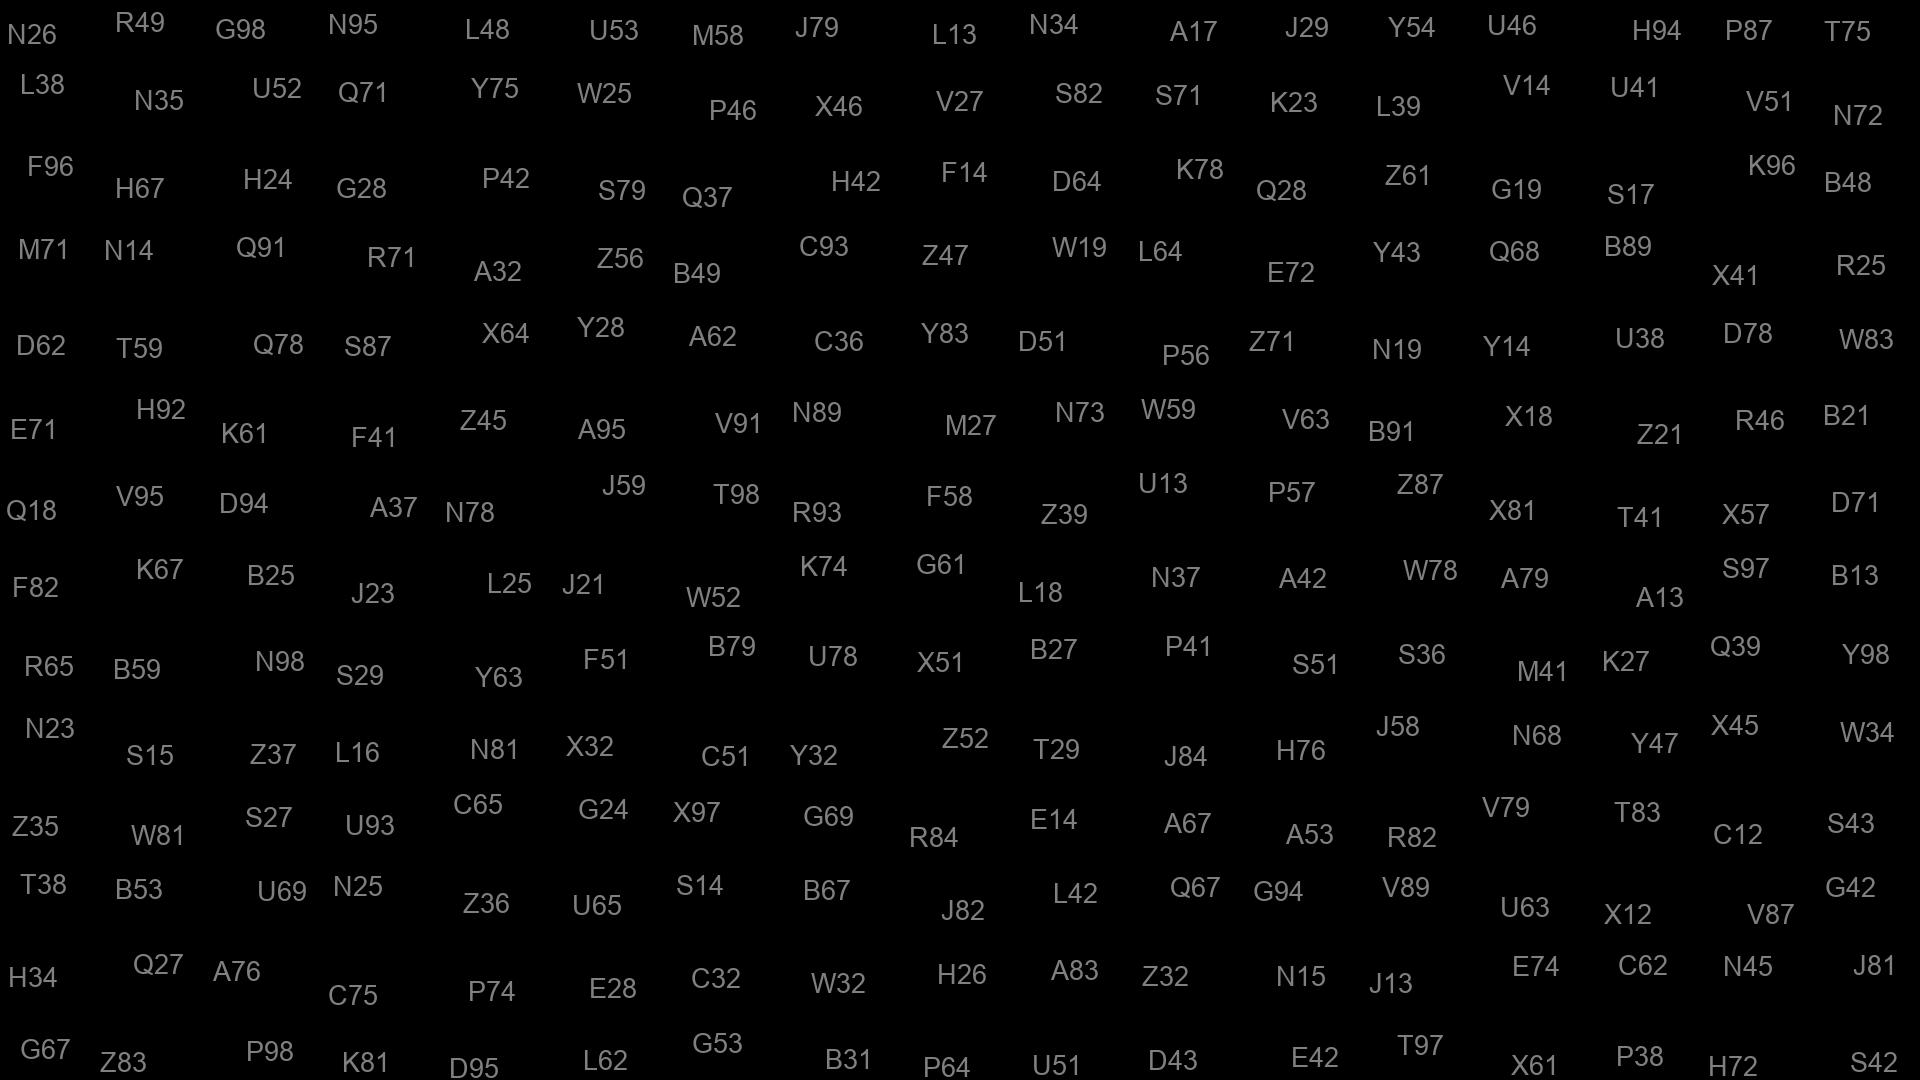 N26 R49 G98 N95 L48 U53 M58 J79 L13 N34 A17 J29 Y54 U46 H94 P87 T75
L38 N35 U52 Q71 Y75 W25 P46 X46 V27 S82 S71 K23 L39 V14 U41 V51 N72
F96 H67 H24 G28 P42 S79 Q37 H42 F14 D64 K78 Q28 Z61 G19 S17 K96 B48
M71 N14 Q91 R71 A32 Z56 B49 C93 Z47 W19 L64 E72 Y43 Q68 B89 X41 R25
D62 T59 Q78 S87 X64 Y28 A62 C36 Y83 D51 P56 Z71 N19 Y14 U38 D78 W83
E71 H92 K61 F41 Z45 A95 V91 N89 M27 N73 W59 V63 B91 X18 Z21 R46 B21
Q18 V95 D94 A37 N78 J59 T98 R93 F58 Z39 U13 P57 Z87 X81 T41 X57 D71
F82 K67 B25 J23 L25 J21 W52 K74 G61 L18 N37 A42 W78 A79 A13 S97 B13
R65 B59 N98 S29 Y63 F51 B79 U78 X51 B27 P41 S51 S36 M41 K27 Q39 Y98
N23 S15 Z37 L16 N81 X32 C51 Y32 Z52 T29 J84 H76 J58 N68 Y47 X45 W34
Z35 W81 S27 U93 C65 G24 X97 G69 R84 E14 A67 A53 R82 V79 T83 C12 S43
T38 B53 U69 N25 Z36 U65 S14 B67 J82 L42 Q67 G94 V89 U63 X12 V87 G42
H34 Q27 A76 C75 P74 E28 C32 W32 H26 A83 Z32 N15 J13 E74 C62 N45 J81
G67 Z83 P98 K81 D95 L62 G53 B31 P64 U51 D43 E42 T97 X61 P38 H72 S42